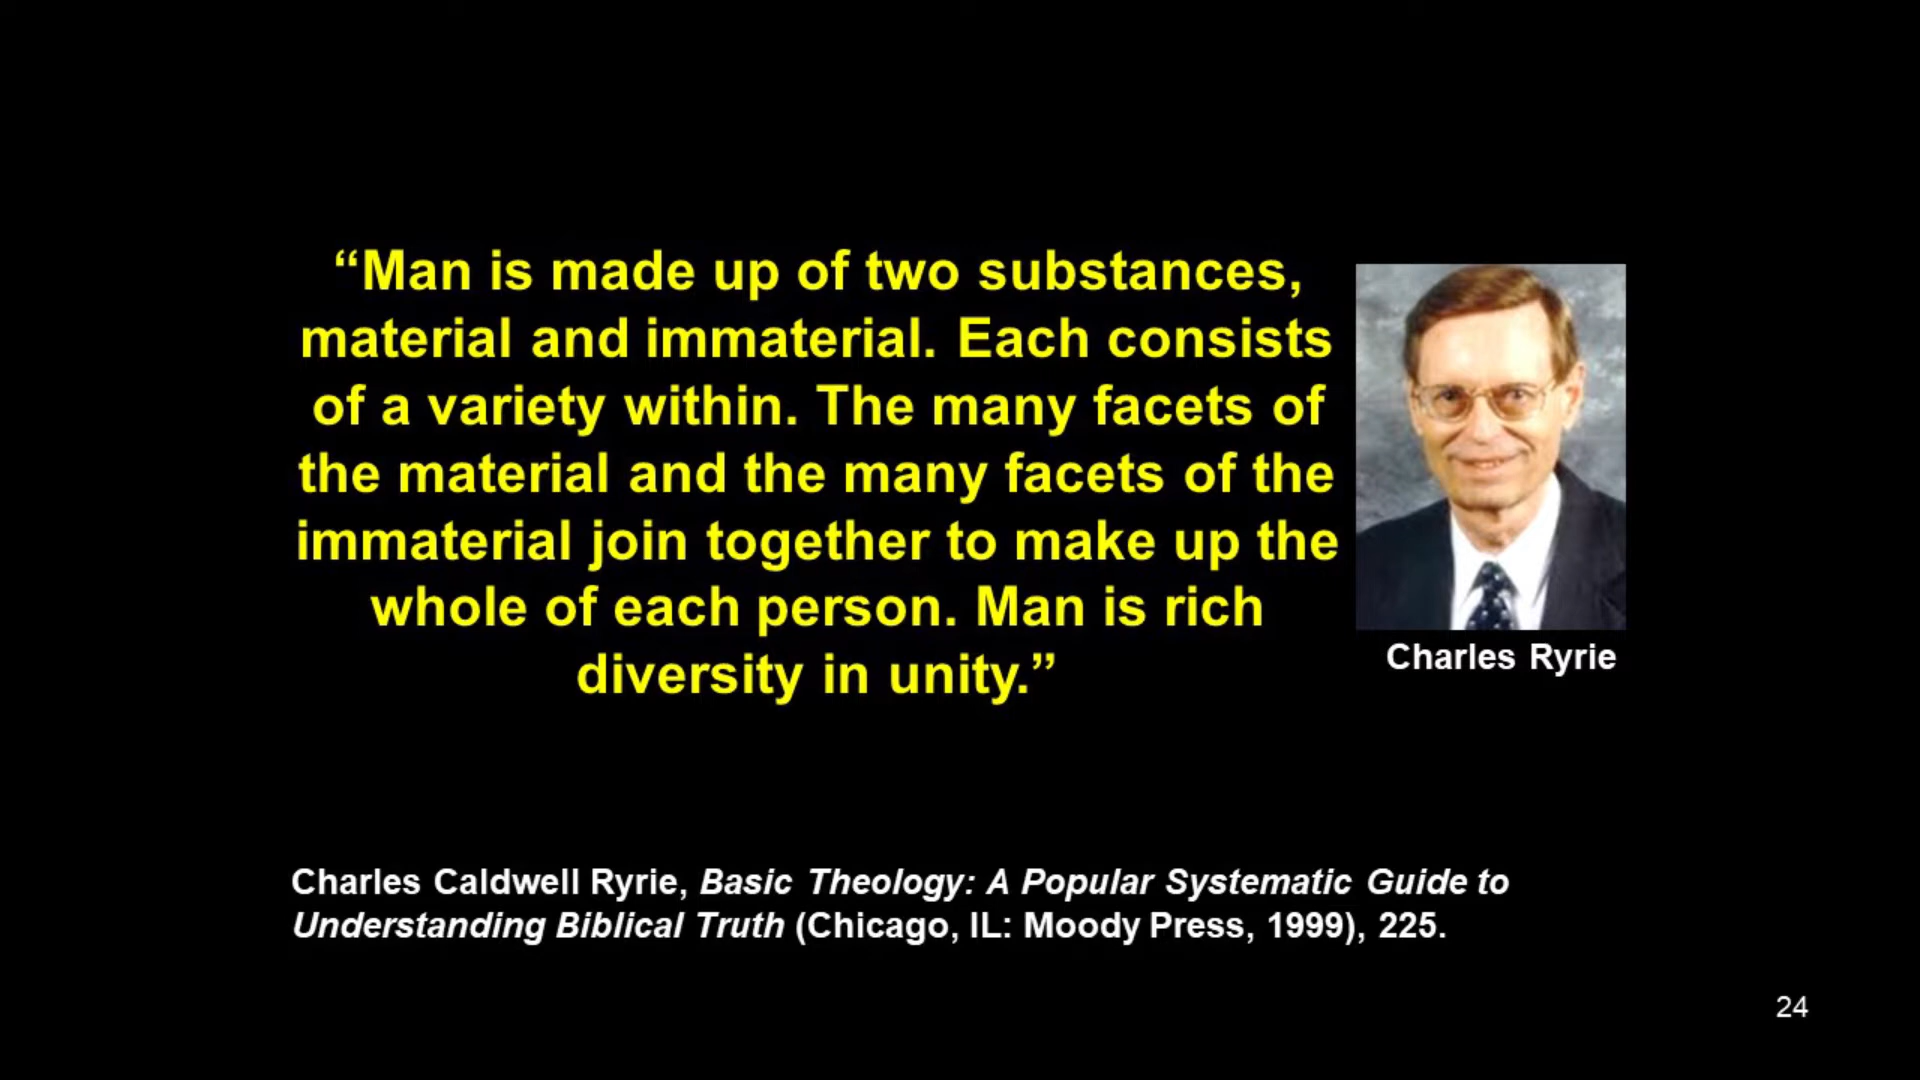 “Man is made up of two substances,
material and immaterial. Each consists
of a variety within. The many facets of
the material and the many facets of the
immaterial join together to make up the
whole of each person. Man is rich
diversity in unity.”
Charles Ryrie
Charles Caldwell Ryrie, Basic Theology: A Popular Systematic Guide to
Understanding Biblical Truth (Chicago, IL: Moody Press, 1999), 225.
24